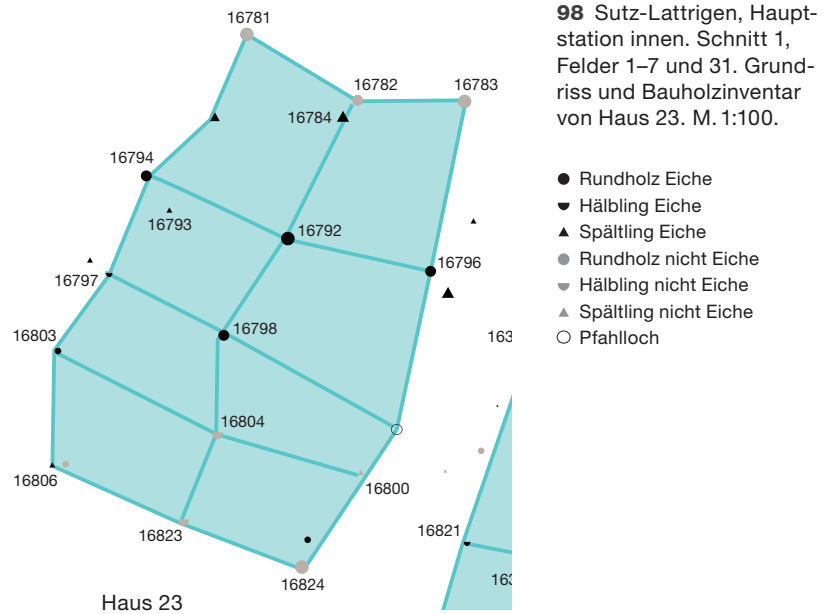 98 Sutz-Lattrigen, Haupt-
station innen. Schnitt 1,
Felder 1–7 und 31. Grund-
riss und Bauholzinventar
von Haus 23. M. 1:100.
Rundholz Eiche
Hälbling Eiche
Spältling Eiche
Rundholz nicht Eiche
Hälbling nicht Eiche
Spältling nicht Eiche
Pfahlloch
16781
16782
16783
16784
16794
16793
16792
16796
16797
16798
16803
163
16804
16806
16800
16823
16821
16824
163
Haus 23